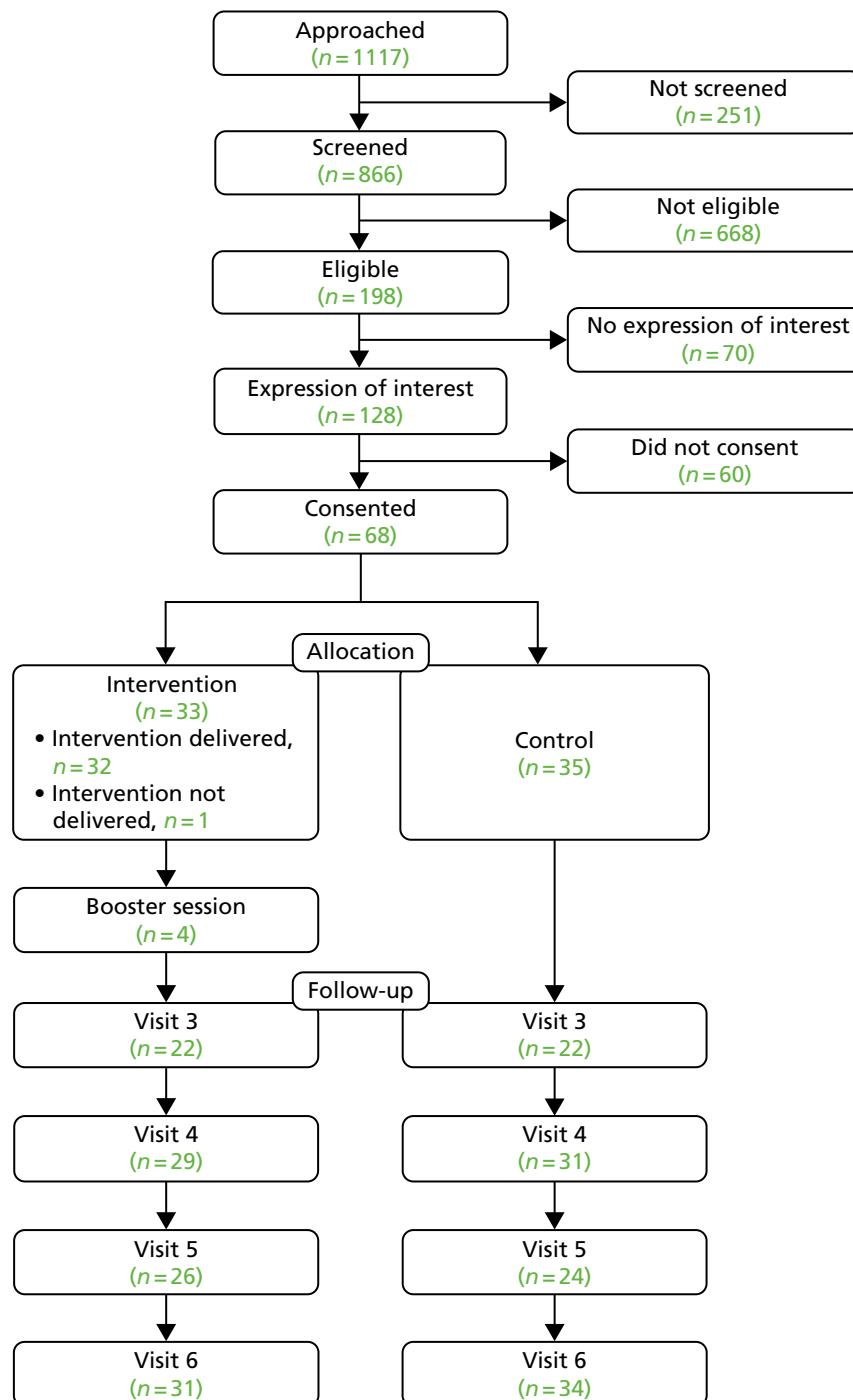 Approached
(n=1117)
Not screened
(n=251)
Screened
(n=866)
Not eligible
(n=668)
Eligible
(n=198)
No expression of interest
(n=70)
Expression of interest
(n=128)
Did not consent
(n=60)
Consented
(n=68)
Allocation
Intervention
(n=33)
• Intervention delivered,
n=32
• Intervention not
delivered, n=1
Control
(n=35)
Booster session
(n=4)
Follow-up
Visit 3
(n=22)
Visit 3
(n=22)
Visit 4
(n=29)
Visit 4
(n=31)
Visit 5
(n=26)
Visit 5
(n=24)
Visit 6
(n=31)
Visit 6
(n=34)